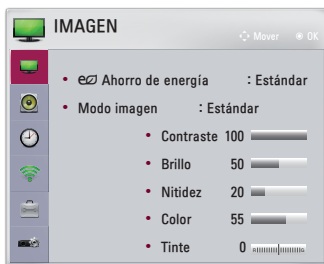 IMAGEN
Mover OK
Ahorro de energía : Estándar
Modo imagen : Estándar
• Contraste 100
• Brillo 50
• Nitidez 20
• Color 55
• Tinte 0